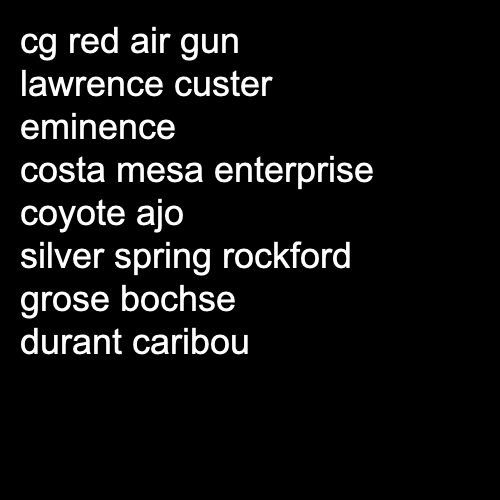 cg red air gun
lawrence custer
eminence
costa mesa enterprise
coyote ajo
silver spring rockford
grose bochse
durant caribou